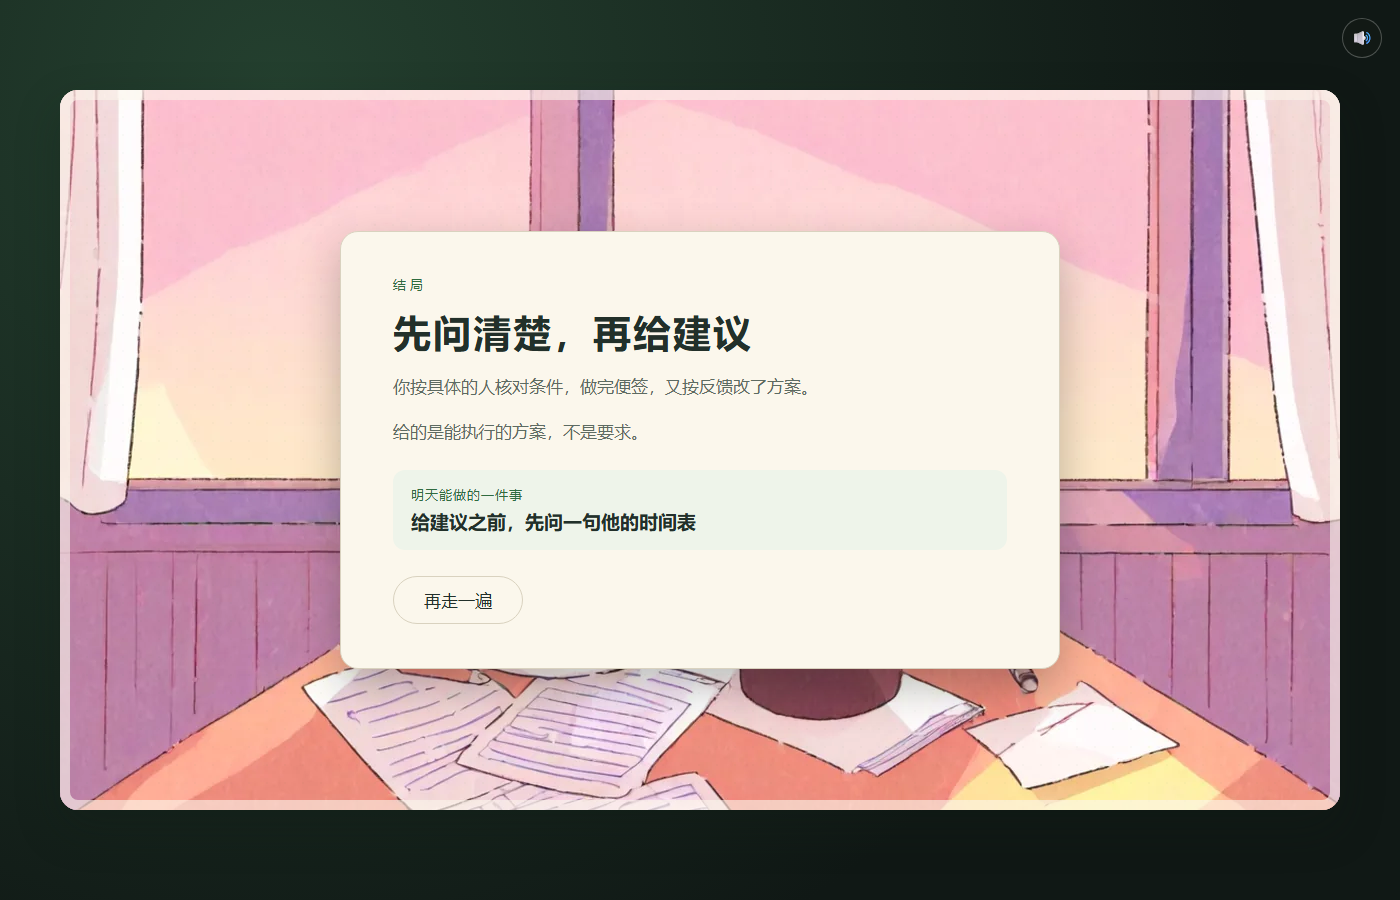 结局
先问清楚，再给建议
你按具体的人核对条件，做完便签，又按反馈改了方案。
给的是能执行的方案，不是要求。
明天能做的一件事
给建议之前，先问一句他的时间表
再走一遍